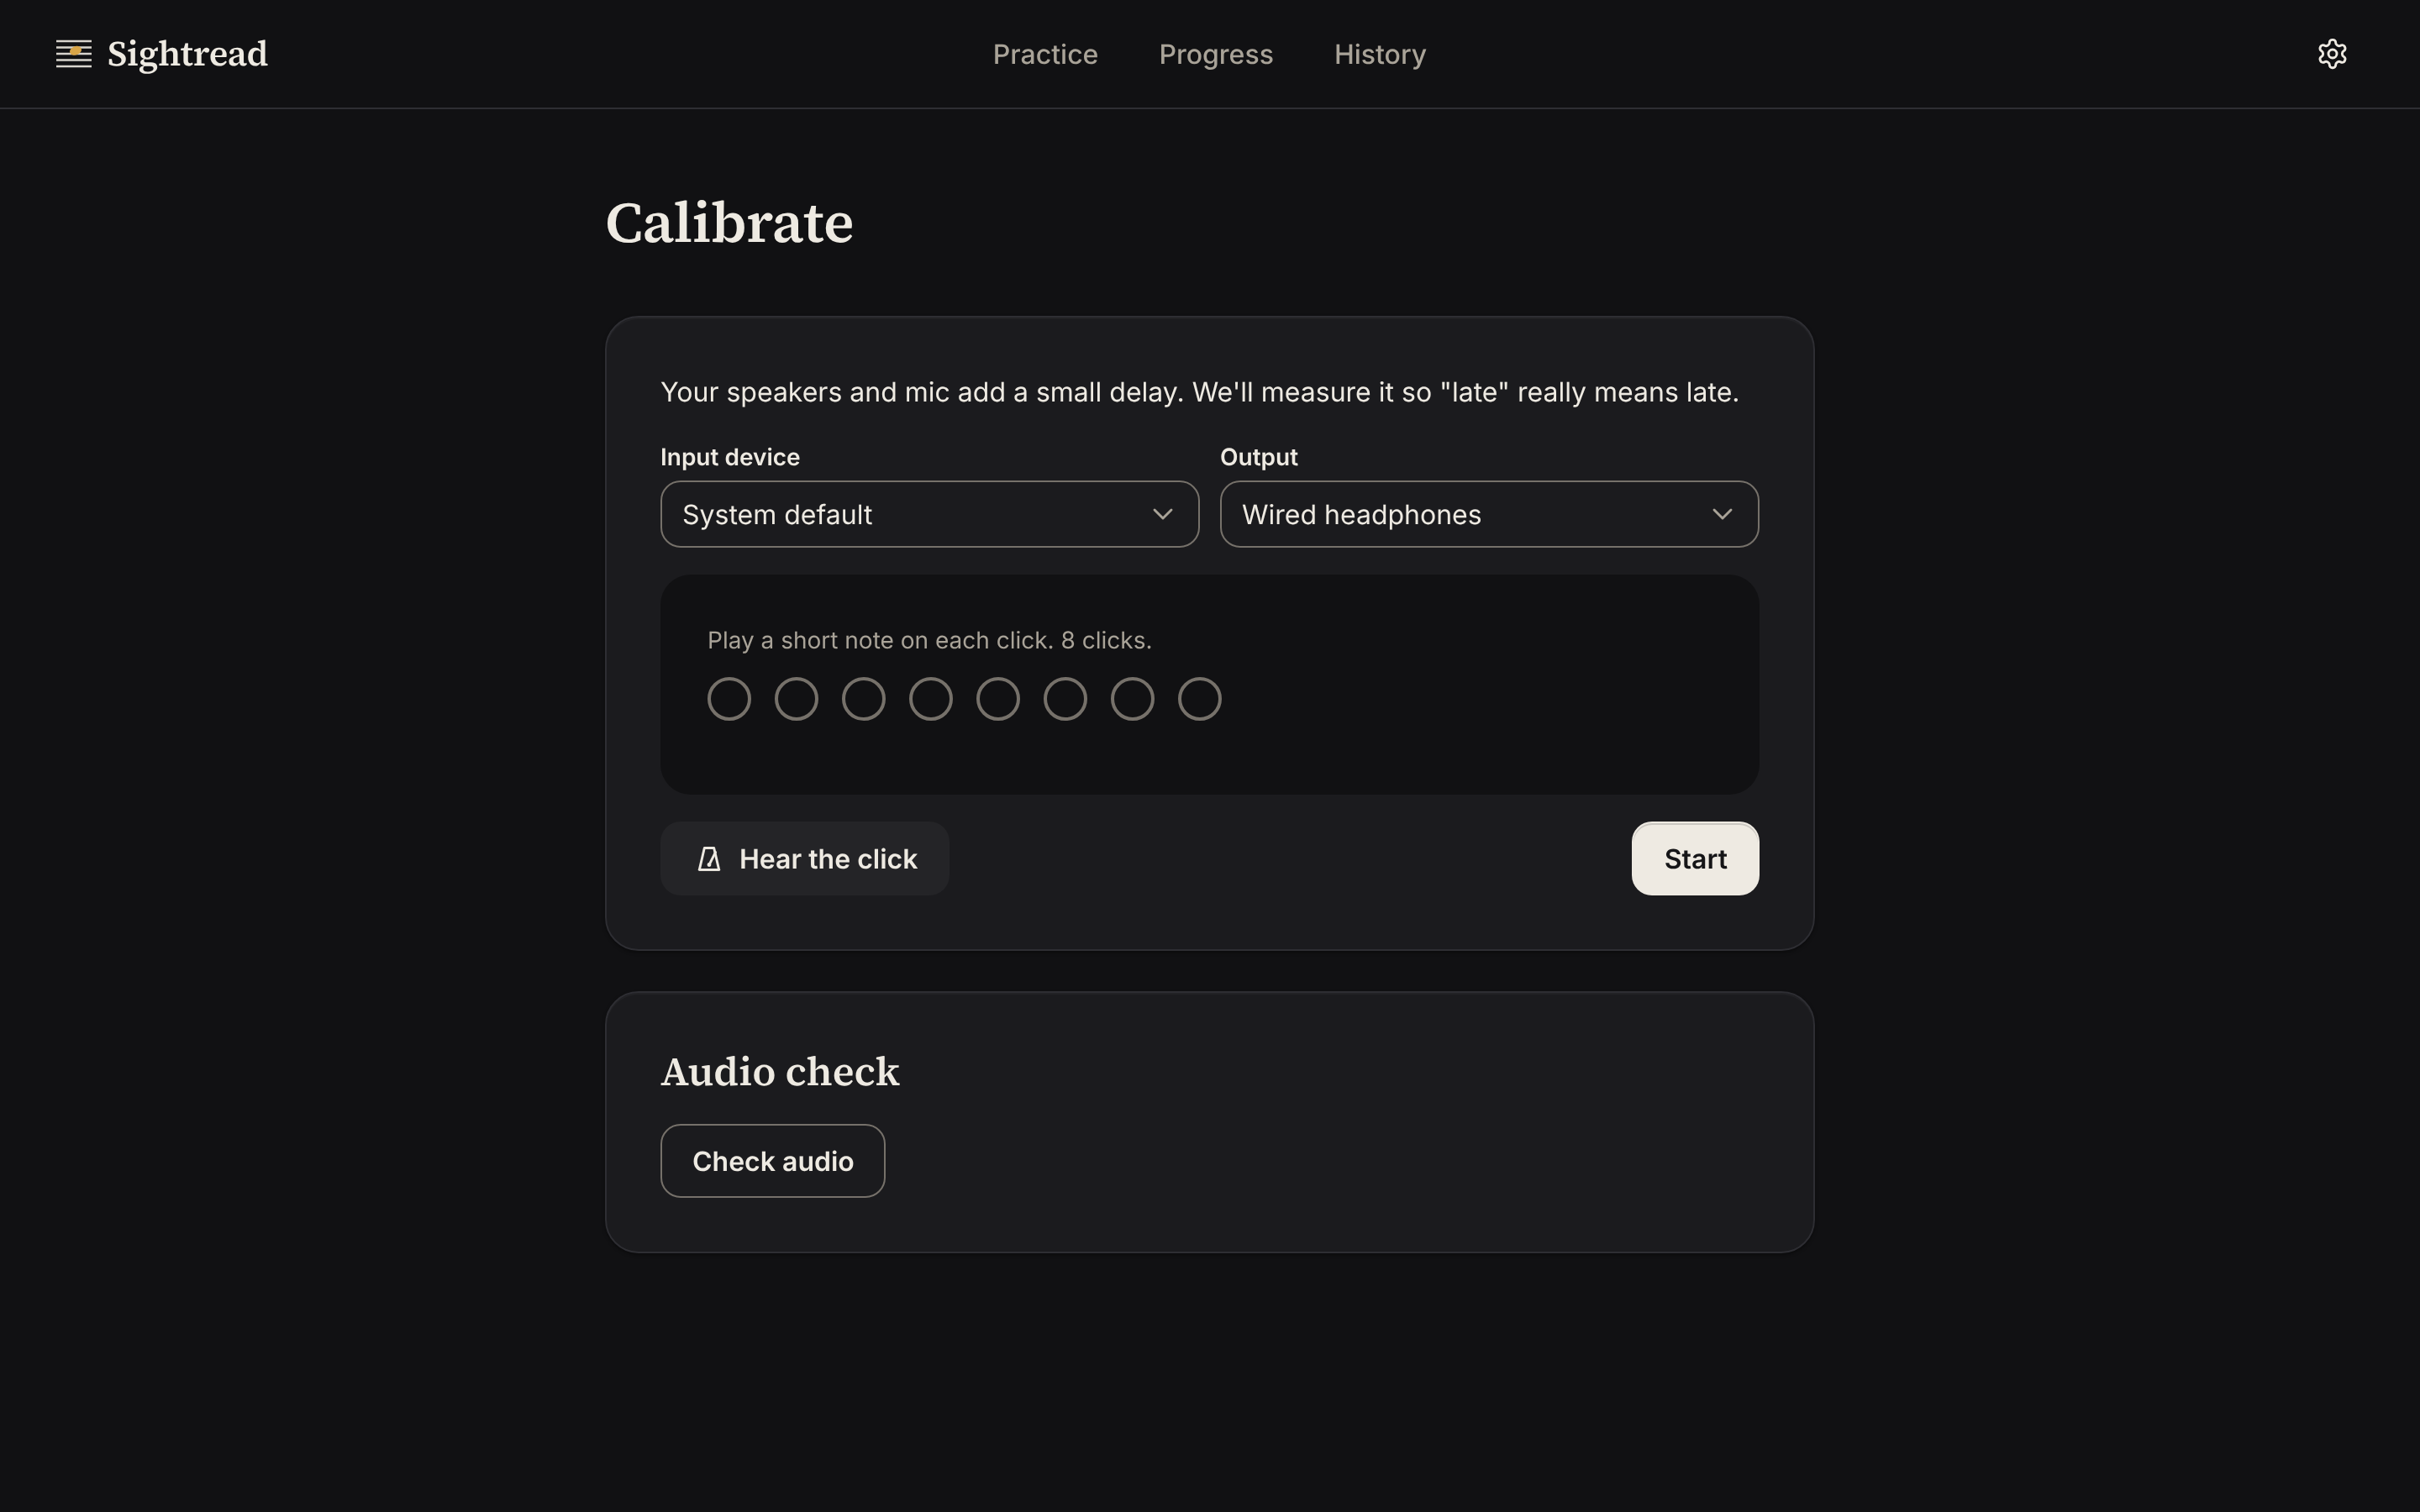 Sightread
Practice
Progress
History
Calibrate
Your speakers and mic add a small delay. We'll measure it so "late" really means late.
Input device
Output
System default
Wired headphones
Play a short note on each click. 8 clicks.
Hear the click
Start
Audio check
Check audio